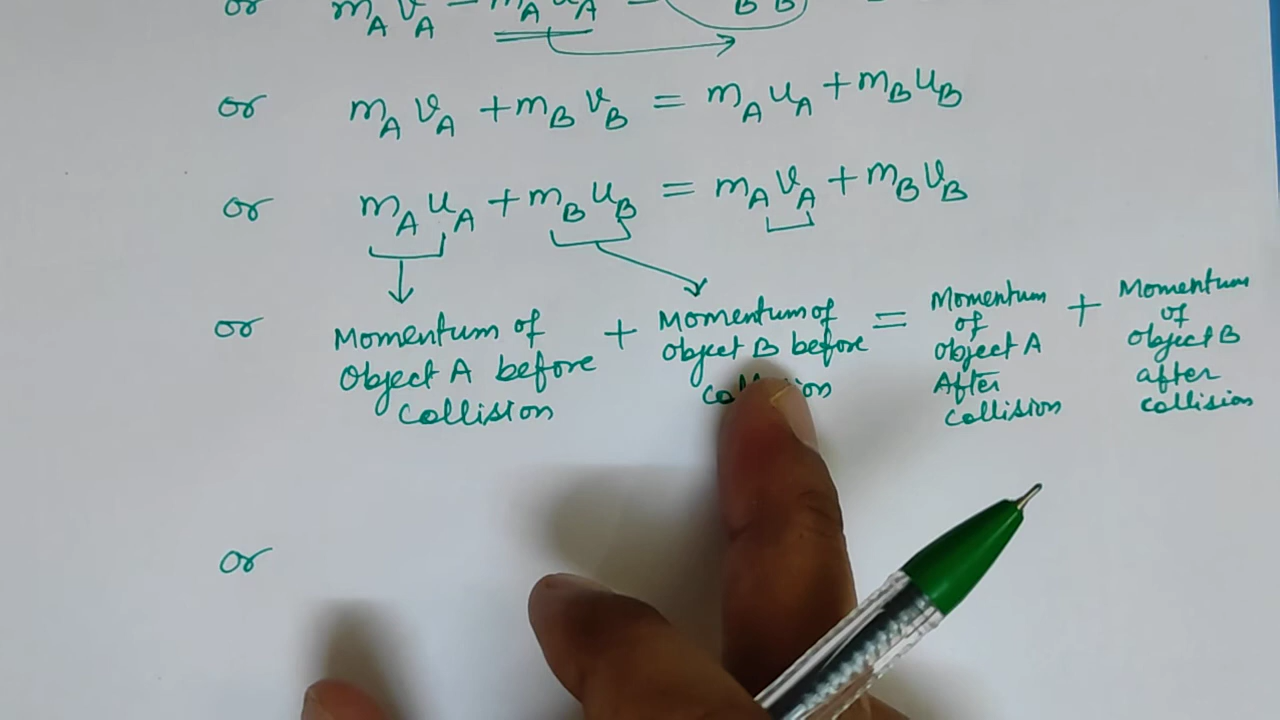 or m_A v_A - m_A u_A = B B
or m_A v_A + m_B v_B = m_A u_A + m_B u_B
or m_A u_A + m_B u_B = m_A v_A + m_B v_B
or Momentum of Object A before Collision + Momentum of Object B before = Momentum of Object A After Collision + Momentum of Object B after Collision
or